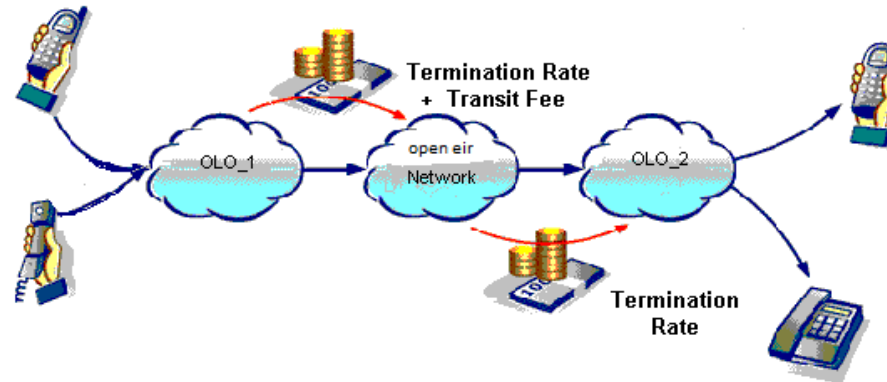 Termination Rate
+ Transit Fee
OLO_1
open eir
Network
OLO_2
Termination
Rate